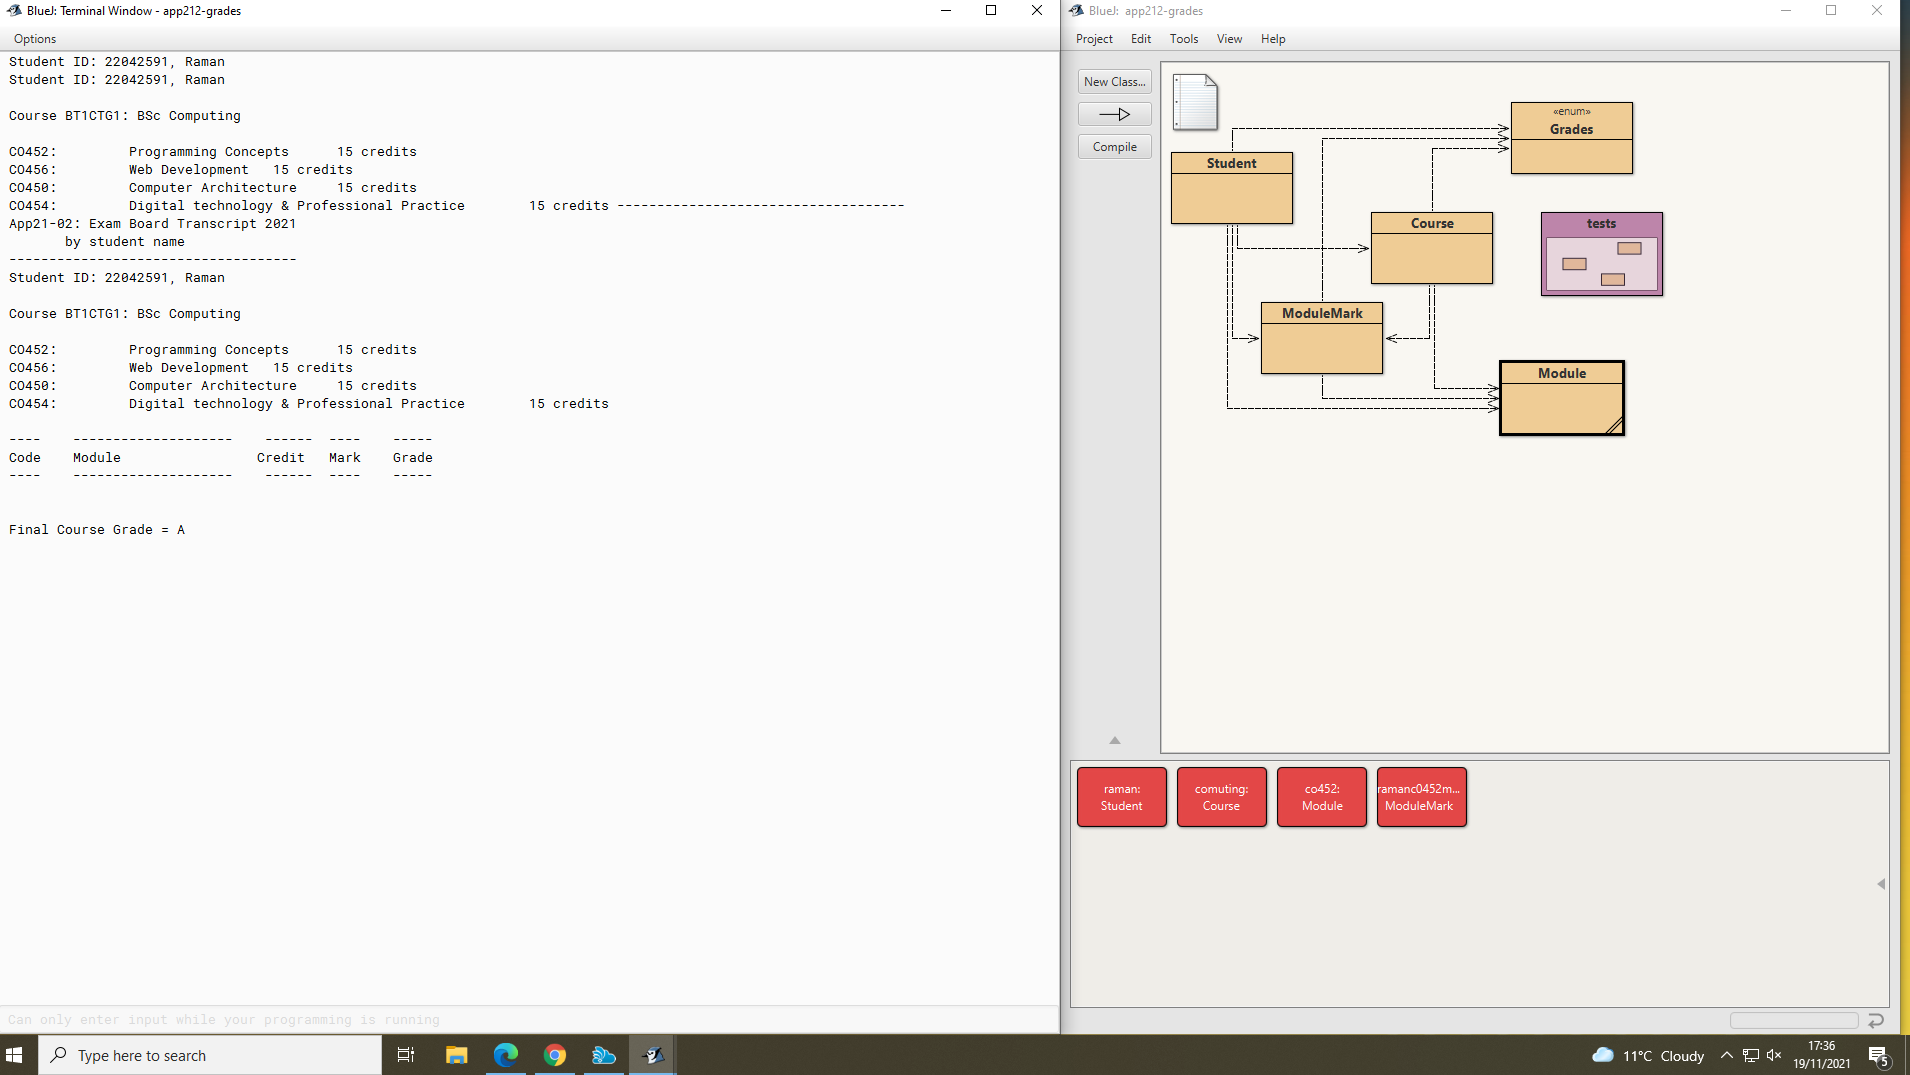 BlueJ: Terminal Window - app212-grades
Options
Student ID: 22042591, Raman
Student ID: 22042591, Raman
Course BT1CTG1: BSc Computing
CO452: Programming Concepts 15 credits
CO456: Web Development 15 credits
CO450: Computer Architecture 15 credits
CO454: Digital technology & Professional Practice 15 credits ------------------------------------
App21-02: Exam Board Transcript 2021
by student name
------------------------------------
Student ID: 22042591, Raman
Course BT1CTG1: BSc Computing
CO452: Programming Concepts 15 credits
CO456: Web Development 15 credits
CO450: Computer Architecture 15 credits
CO454: Digital technology & Professional Practice 15 credits
---- -------------------- ------ ---- -----
Code Module Credit Mark Grade
---- -------------------- ------ ---- -----
Final Course Grade = A
Can only enter input while your programming is running
BlueJ: app212-grades
Project Edit Tools View Help
New Class...
Compile
«enum»
Grades
Student
Course
tests
ModuleMark
Module
raman:
Student
comuting:
Course
co452:
Module
ramanc0452m...
ModuleMark
Type here to search
11°C Cloudy
17:36
19/11/2021
5